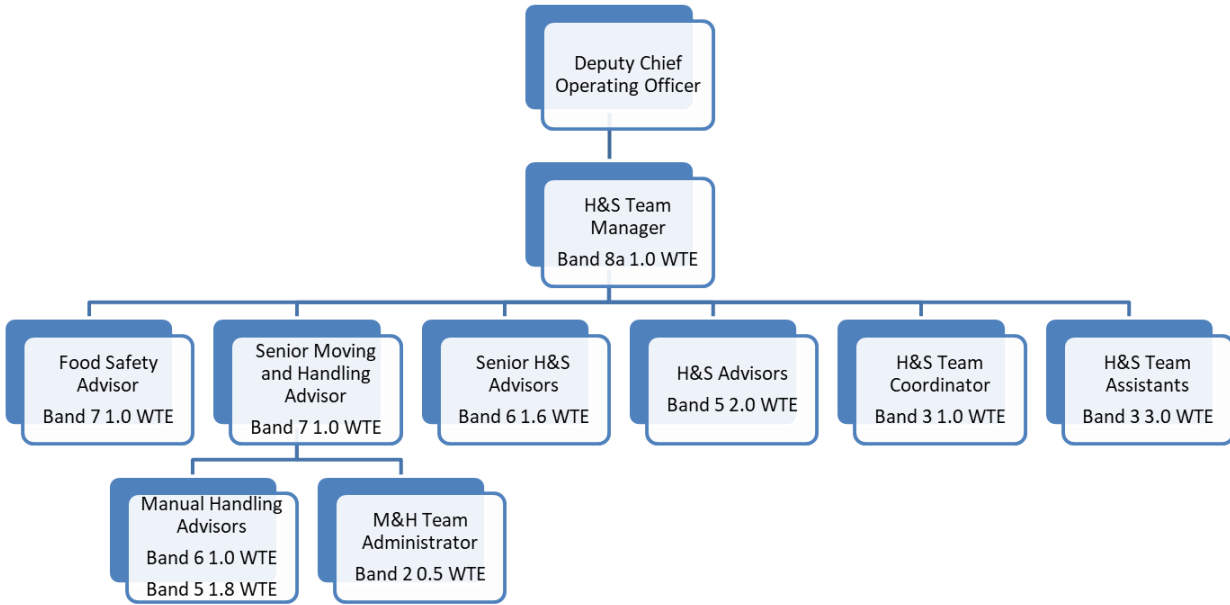 Deputy Chief
Operating Officer
H&S Team
Manager
Band 8a 1.0 WTE
Food Safety
Advisor
Band 7 1.0 WTE
Senior Moving
and Handling
Advisor
Band 7 1.0 WTE
Senior H&S
Advisors
Band 6 1.6 WTE
H&S Advisors
Band 5 2.0 WTE
H&S Team
Coordinator
Band 3 1.0 WTE
H&S Team
Assistants
Band 3 3.0 WTE
Manual Handling
Advisors
Band 6 1.0 WTE
Band 5 1.8 WTE
M&H Team
Administrator
Band 2 0.5 WTE